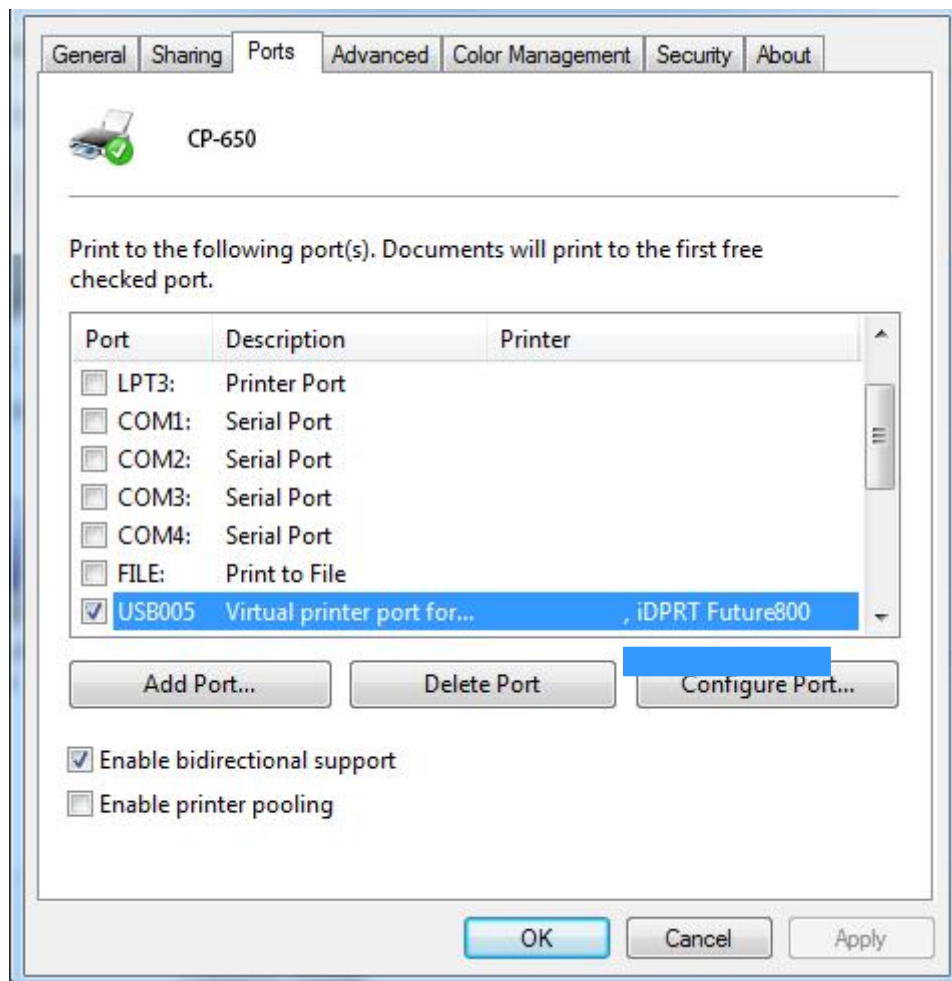 General Sharing Ports Advanced Color Management Security About
CP-650
Print to the following port(s). Documents will print to the first free
checked port.
Port Description Printer
LPT3: Printer Port
COM1: Serial Port
COM2: Serial Port
COM3: Serial Port
COM4: Serial Port
FILE: Print to File
USB005 Virtual printer port for... , iDPRT Future800
Add Port... Delete Port Configure Port...
Enable bidirectional support
Enable printer pooling
OK Cancel Apply